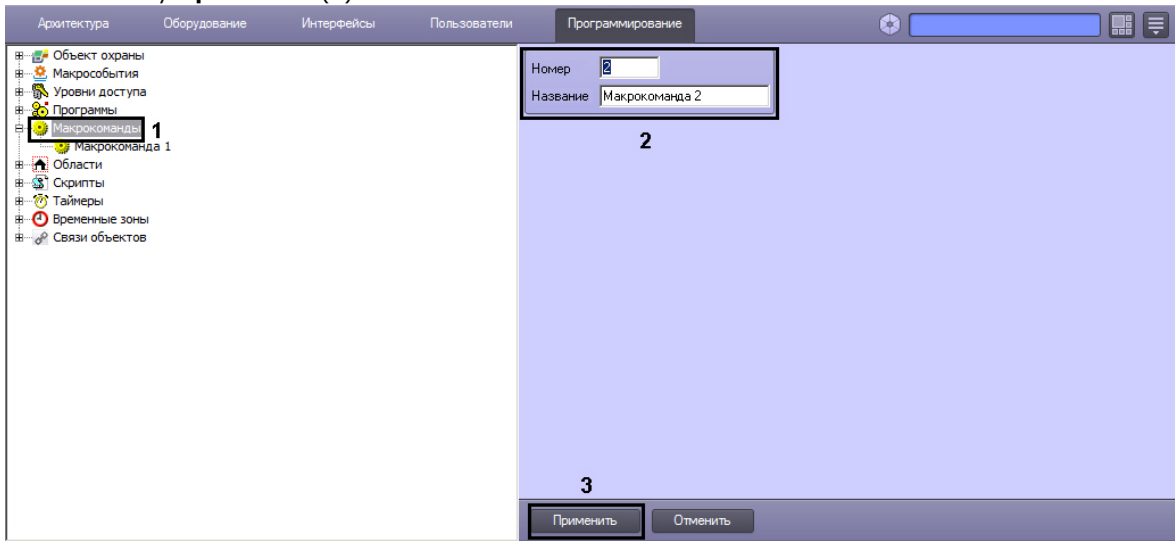 Архитектура Оборудование Интерфейсы Пользователи Программирование
Объект охраны
Макрособытия
Уровни доступа
Программы
Макрокоманды 1
Макрокоманда 1
Области
Скрипты
Таймеры
Временные зоны
Связи объектов
Номер 2
Название Макрокоманда 2
2
3
Применить Отменить